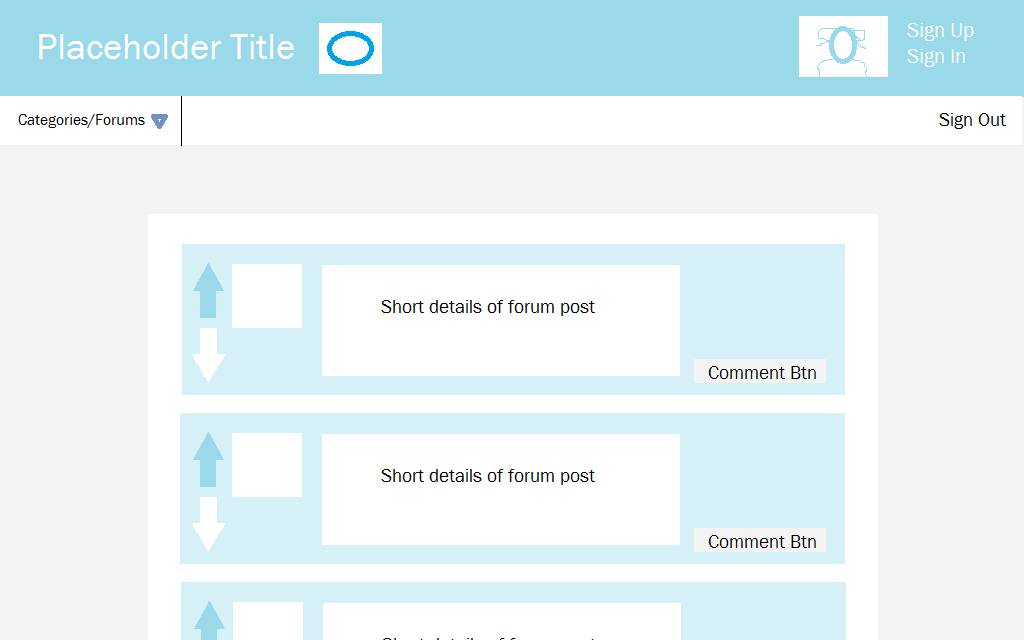 Placeholder Title
Sign Up
Sign In
Categories/Forums
Sign Out
Short details of forum post
Comment Btn
Short details of forum post
Comment Btn